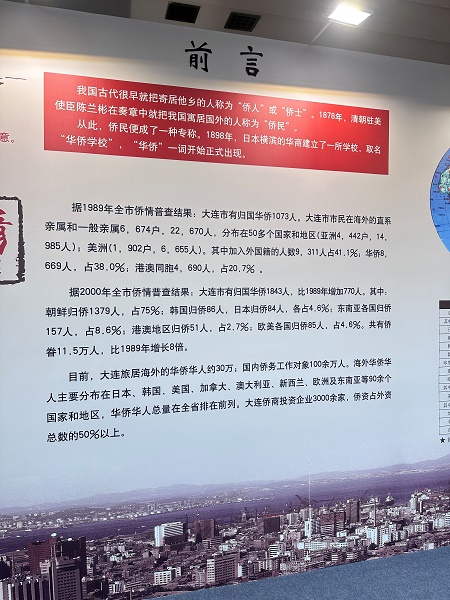 前言
我国古代很早就把寄居他乡的人称为“侨人”或“侨士”。1878年，清朝驻美
使臣陈兰彬在奏章中就把我国寓居国外的人称为“侨民”。
从此，侨民便成了一种专称。1898年，日本横滨的华商建立了一所学校，取名
“华侨学校”，“华侨”一词开始正式出现。
意。
据1989年全市侨情普查结果：大连市有归国华侨1073人。大连市市民在海外的直系
亲属和一般亲属6，674户，22，670人，分布在50多个国家和地区(亚洲4，442户，14，
985人)；美洲(1，902户，6，655人)。其中加入外国籍的人数9，311人占41.1%；华侨8，
669人，占38.0%；港澳同胞4，690人，占20.7%。
据2000年全市侨情普查结果：大连市有归国华侨1843人，比1989年增加770人，其中：
朝鲜归侨1379人，占75%；韩国归侨86人，日本归侨84人，各占4.6%；东南亚各国归侨
157人，占8.6%；港澳地区归侨51人，占2.7%；欧美各国归侨85人，占4.6%。共有侨
眷11.5万人，比1989年增长8倍。
目前，大连旅居海外的华侨华人约30万；国内侨务工作对象100余万人。海外华侨华
人主要分布在日本、韩国、美国、加拿大、澳大利亚、新西兰、欧洲及东南亚等90余个
国家和地区，华侨华人总量在全省排在前列。大连侨商投资企业3000余家，侨资占外资
总数的50%以上。